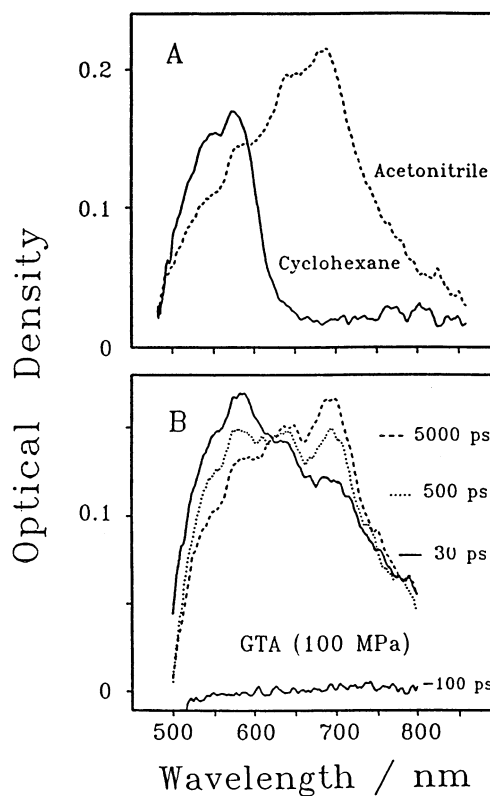 A
0.2
Acetonitrile
0.1
Cyclohexane
0
Optical Density
B
5000 ps
500 ps
0.1
30 ps
GTA (100 MPa)
-100 ps
0
500
600
700
800
Wavelength / nm